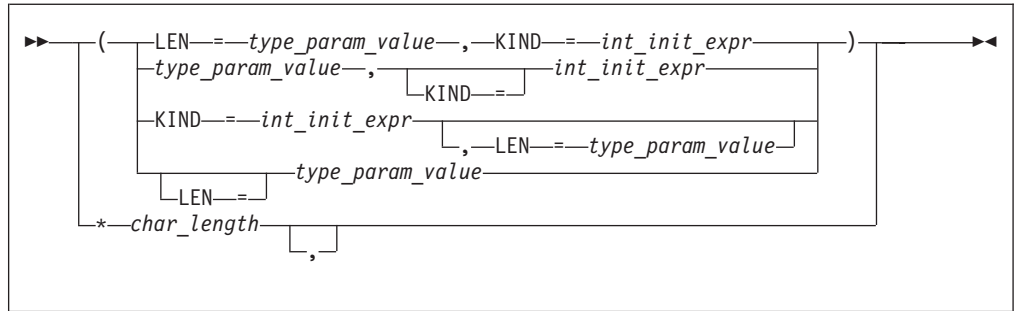 ( LEN = type_param_value , KIND = int_init_expr )
type_param_value , int_init_expr
KIND =
KIND = int_init_expr
, LEN = type_param_value
type_param_value
LEN =
* char_length
,